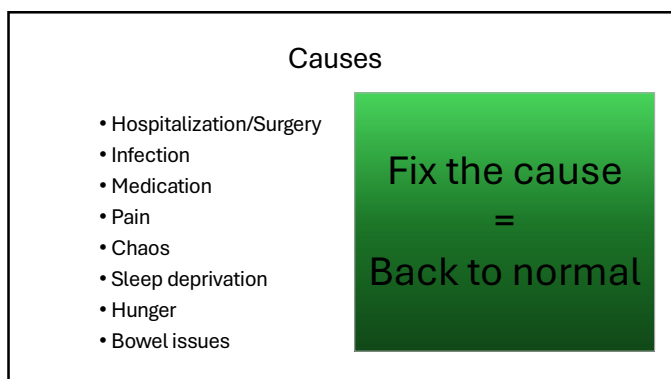 Causes
• Hospitalization/Surgery
• Infection
• Medication
• Pain
• Chaos
• Sleep deprivation
• Hunger
• Bowel issues
Fix the cause
=
Back to normal